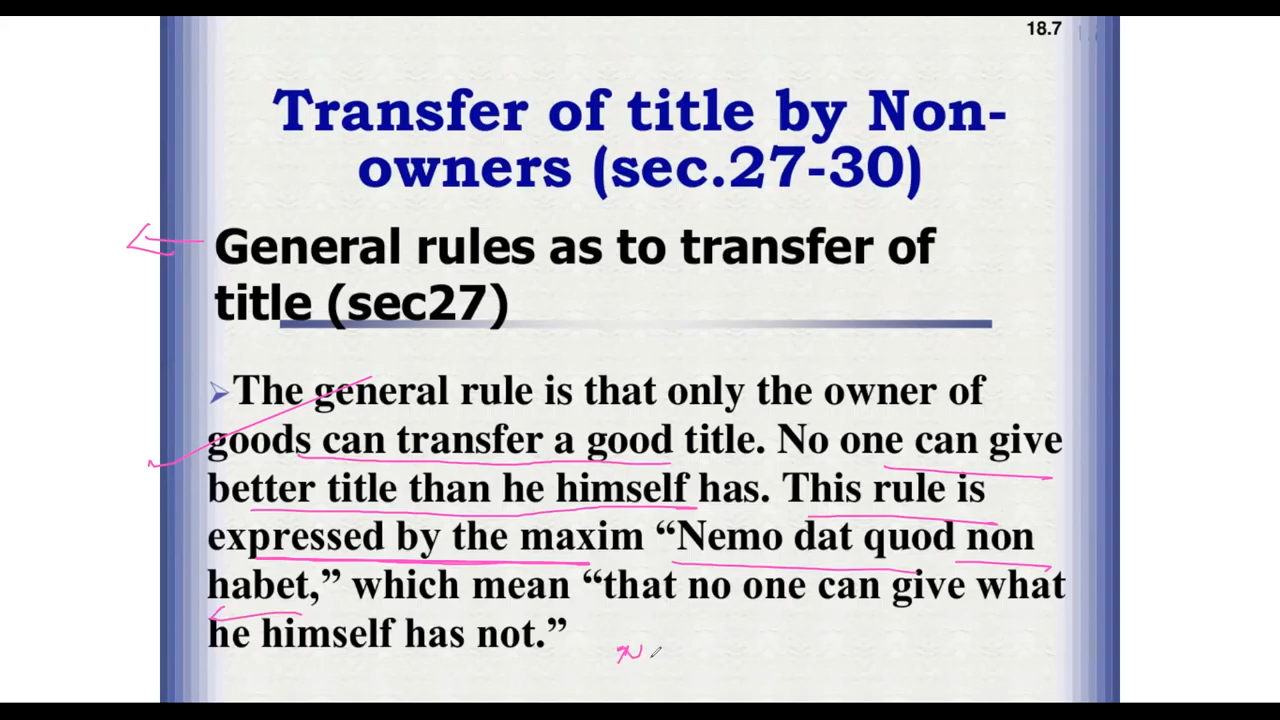 18.7
Transfer of title by Non-
owners (sec.27-30)
General rules as to transfer of
title (sec27)
The general rule is that only the owner of
goods can transfer a good title. No one can give
better title than he himself has. This rule is
expressed by the maxim “Nemo dat quod non
habet,” which mean “that no one can give what
he himself has not.”